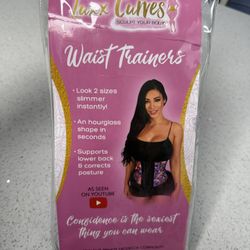 Luxx Curves
SCULPT YOUR BODY
Waist Trainers
• Look 2 sizes
slimmer
instantly!
• An hourglass
shape in
seconds
• Supports
lower back
& corrects
posture
AS SEEN
ON YOUTUBE
Confidence is the sexiest
thing you can wear